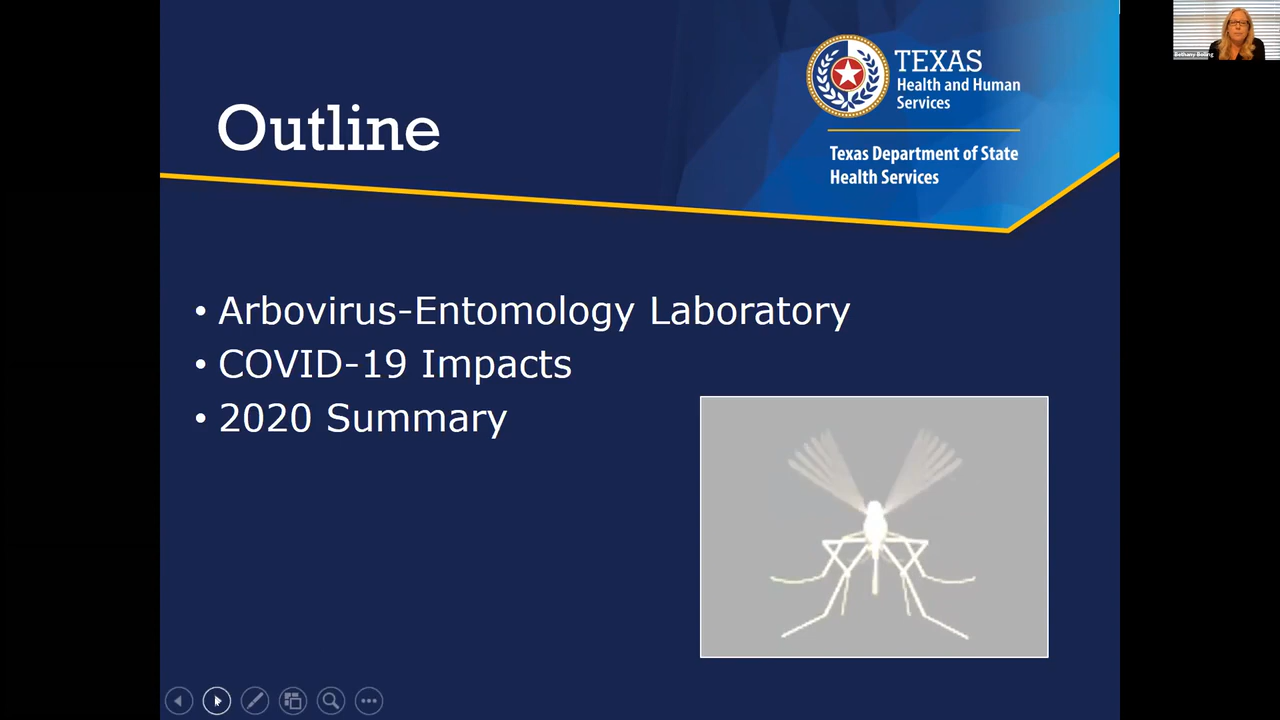 Outline
TEXAS
Health and Human
Services
Texas Department of State
Health Services
• Arbovirus-Entomology Laboratory
• COVID-19 Impacts
• 2020 Summary